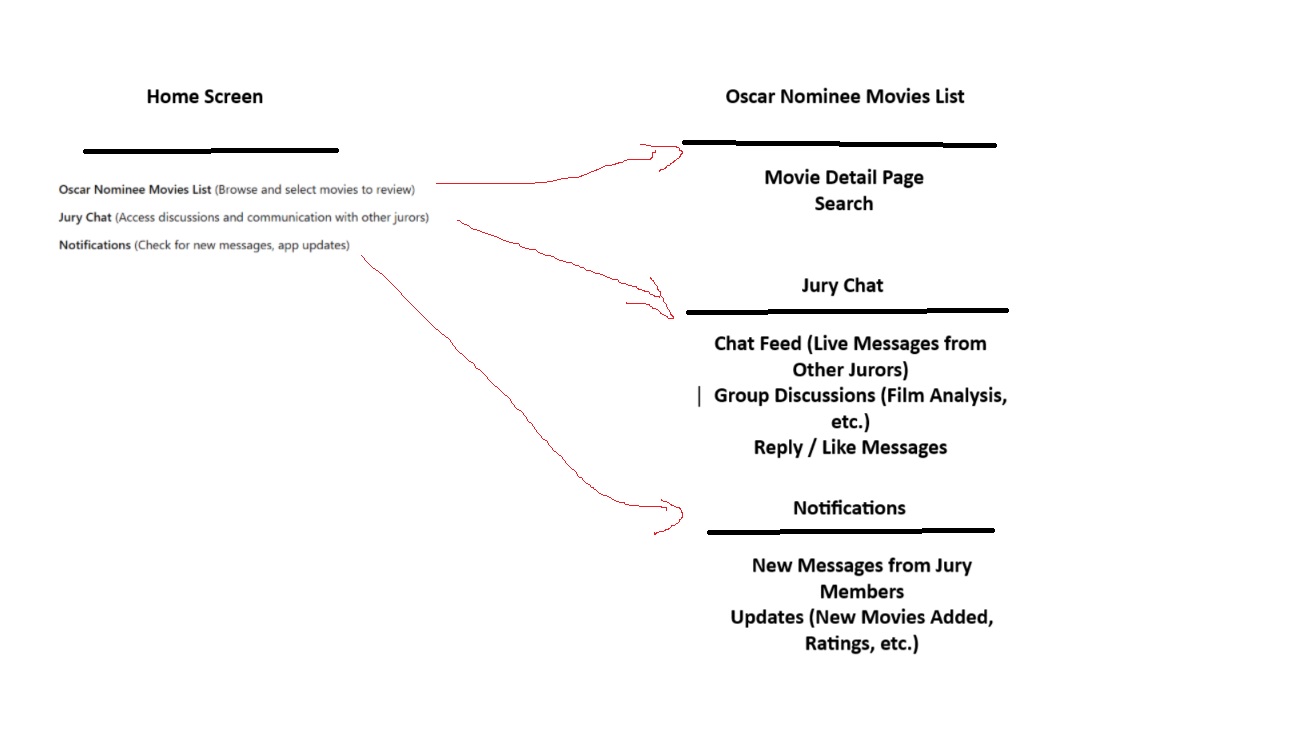 Home Screen
Oscar Nominee Movies List (Browse and select movies to review)
Jury Chat (Access discussions and communication with other jurors)
Notifications (Check for new messages, app updates)
Oscar Nominee Movies List
Movie Detail Page
Search
Jury Chat
Chat Feed (Live Messages from
Other Jurors)
| Group Discussions (Film Analysis,
etc.)
Reply / Like Messages
Notifications
New Messages from Jury
Members
Updates (New Movies Added,
Ratings, etc.)